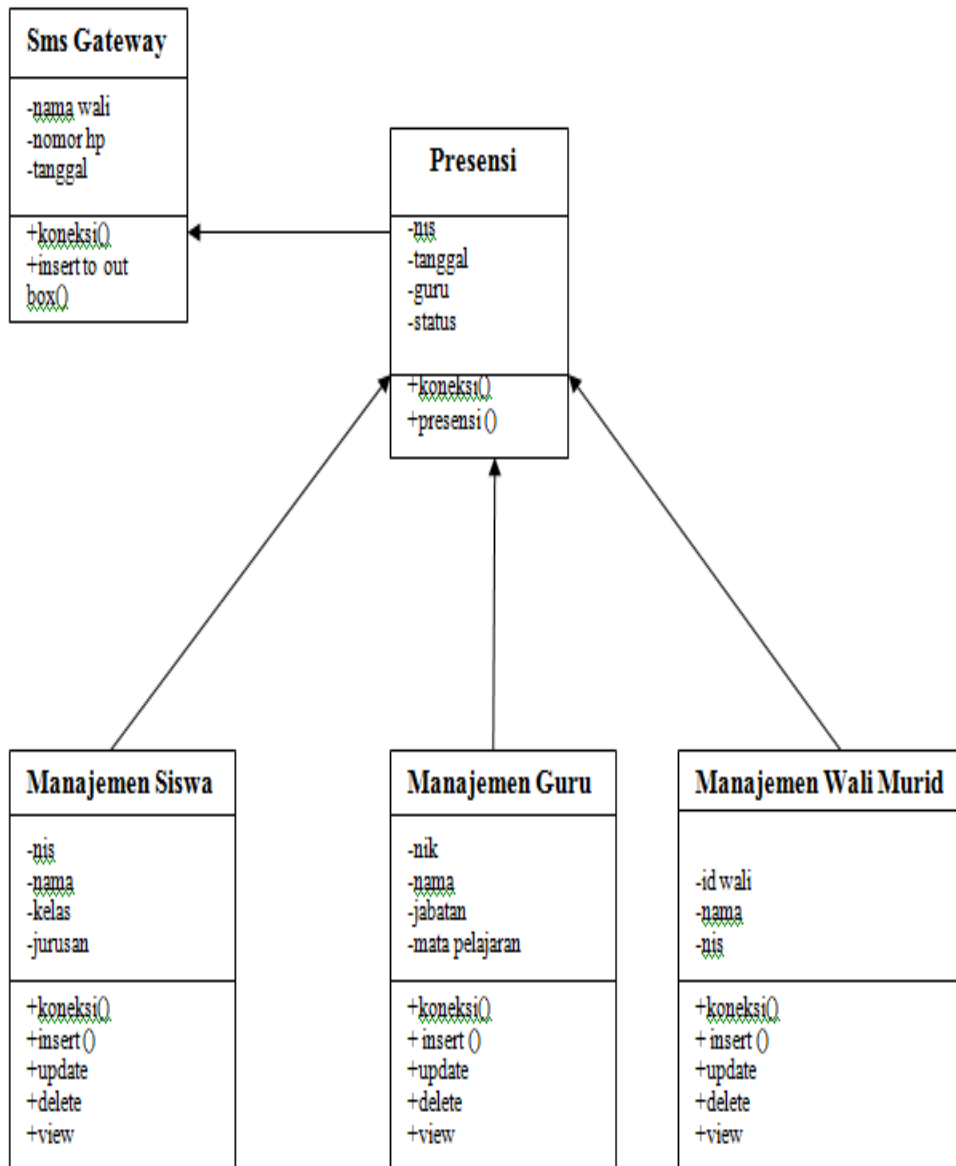 Sms Gateway
-nama wali
-nomor hp
-tanggal
+koneksi()
+insert to out
box()
Presensi
-nis
-tanggal
-guru
-status
+koneksi()
+presensi ()
Manajemen Siswa
-nis
-nama
-kelas
-jurusan
+koneksi()
+insert ()
+update
+delete
+view
Manajemen Guru
-nik
-nama
-jabatan
-mata pelajaran
+koneksi()
+ insert ()
+update
+delete
+view
Manajemen Wali Murid
-id wali
-nama
-nis
+koneksi()
+ insert ()
+update
+delete
+view